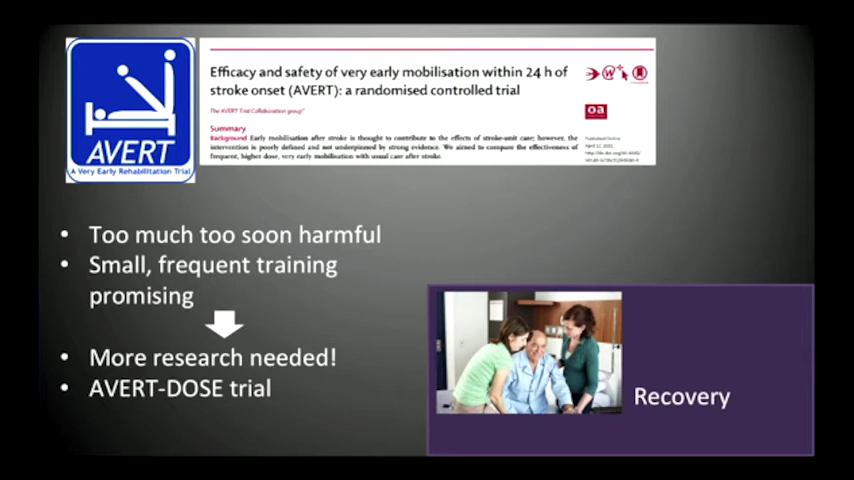 AVERT
A Very Early Rehabilitation Trial
Efficacy and safety of very early mobilisation within 24 h of
stroke onset (AVERT): a randomised controlled trial
The AVERT Trial Collaboration group*
Summary
Background Early mobilisation after stroke is thought to contribute to the effects of stroke-unit care; however, the
intervention is poorly defined and not underpinned by strong evidence. We aimed to compare the effectiveness of
frequent, higher dose, very early mobilisation with usual care after stroke.
oa
Published Online
• Too much too soon harmful
• Small, frequent training
promising
• More research needed!
• AVERT-DOSE trial
Recovery